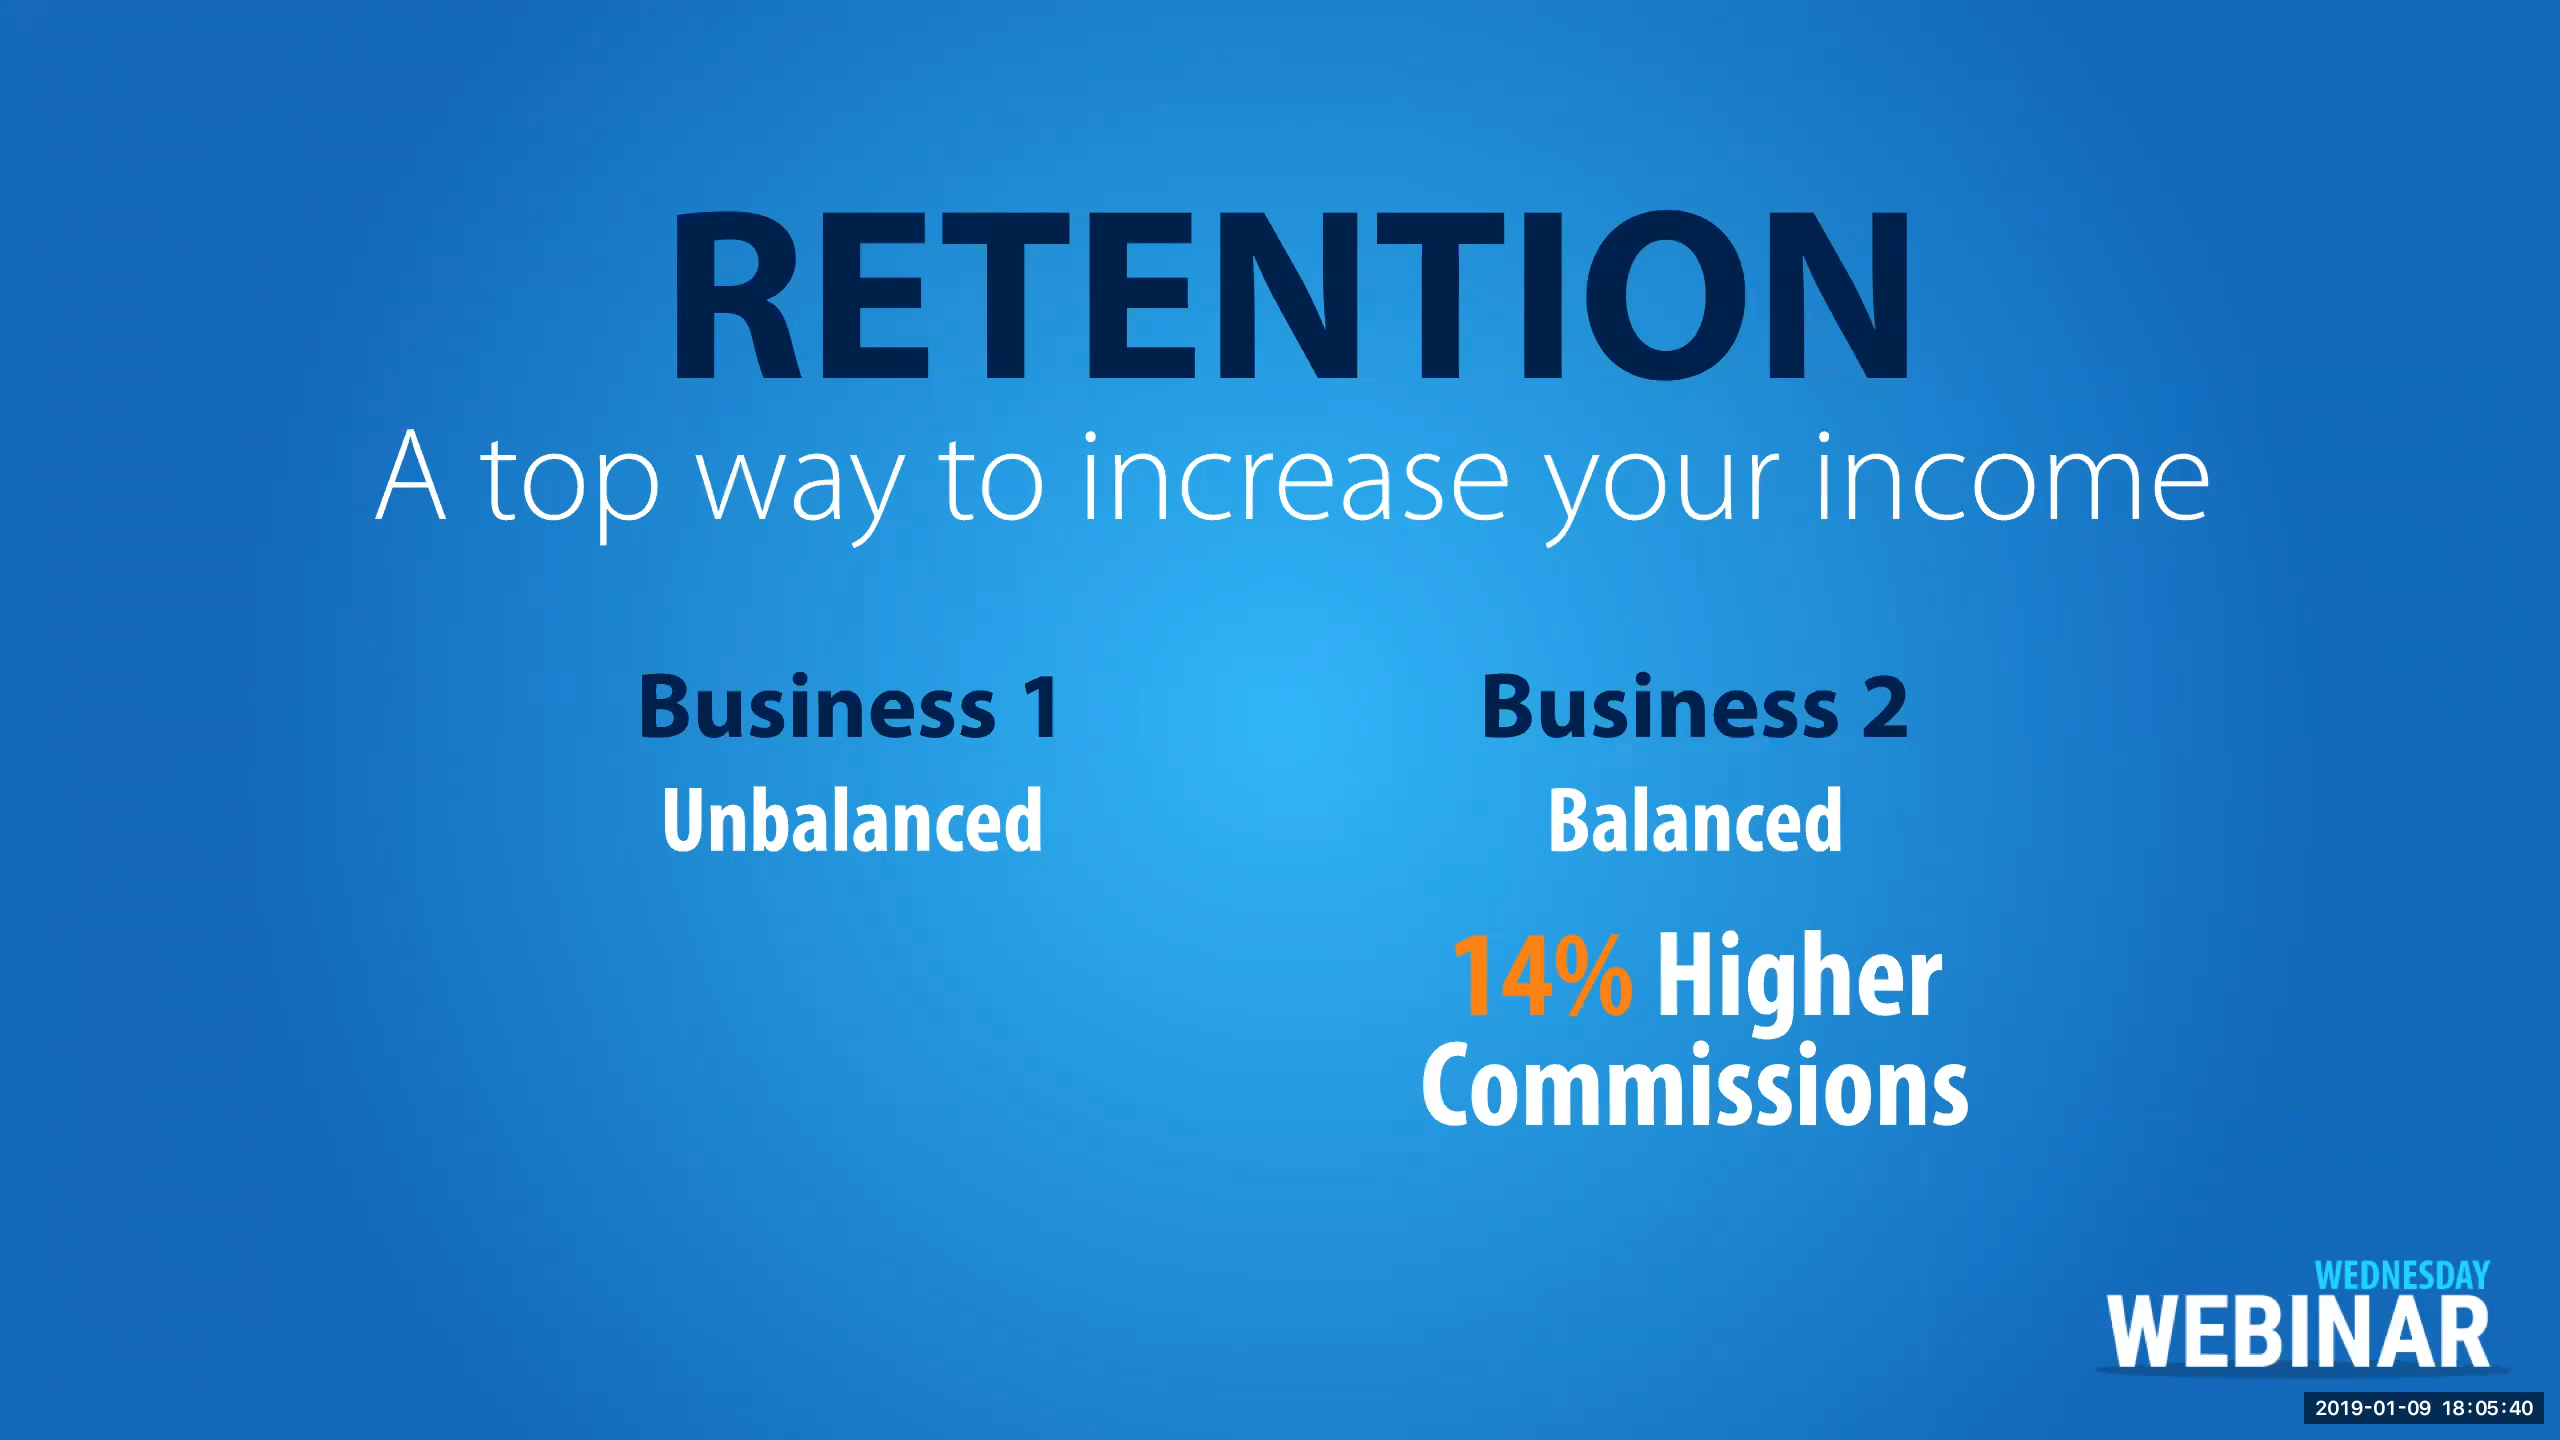 RETENTION
A top way to increase your income
Business 1
Unbalanced
Business 2
Balanced
14% Higher
Commissions
WEDNESDAY
WEBINAR
2019-01-09 18:05:40